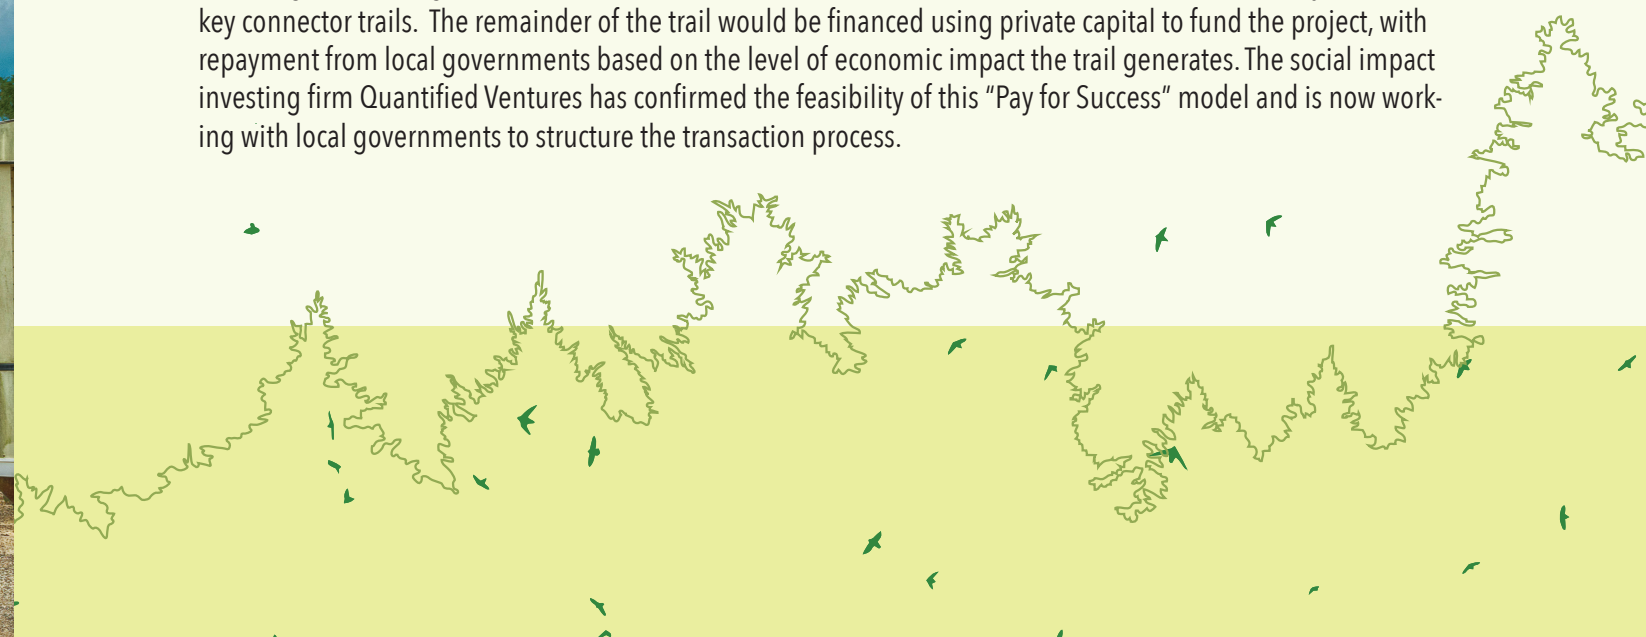 key connector trails.  The remainder of the trail would be financed using private capital to fund the project, with
repayment from local governments based on the level of economic impact the trail generates. The social impact
investing firm Quantified Ventures has confirmed the feasibility of this “Pay for Success” model and is now work-
ing with local governments to structure the transaction process.